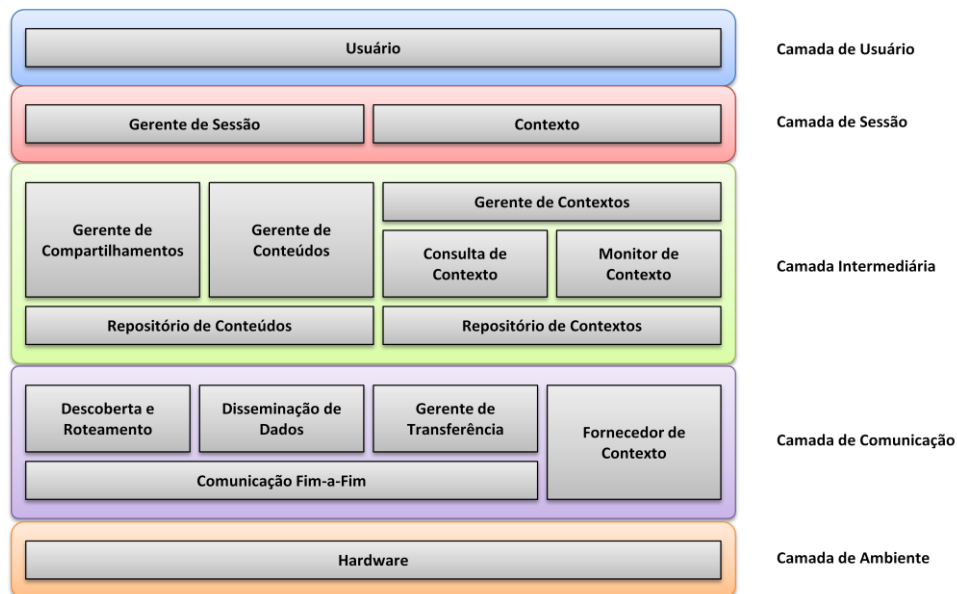 Usuário
Camada de Usuário
Gerente de Sessão
Contexto
Camada de Sessão
Gerente de
Compartilhamentos
Gerente de
Conteúdos
Gerente de Contextos
Consulta de
Contexto
Monitor de
Contexto
Repositório de Conteúdos
Repositório de Contextos
Camada Intermediária
Descoberta e
Roteamento
Disseminação de
Dados
Gerente de
Transferência
Fornecedor de
Contexto
Comunicação Fim-a-Fim
Camada de Comunicação
Hardware
Camada de Ambiente